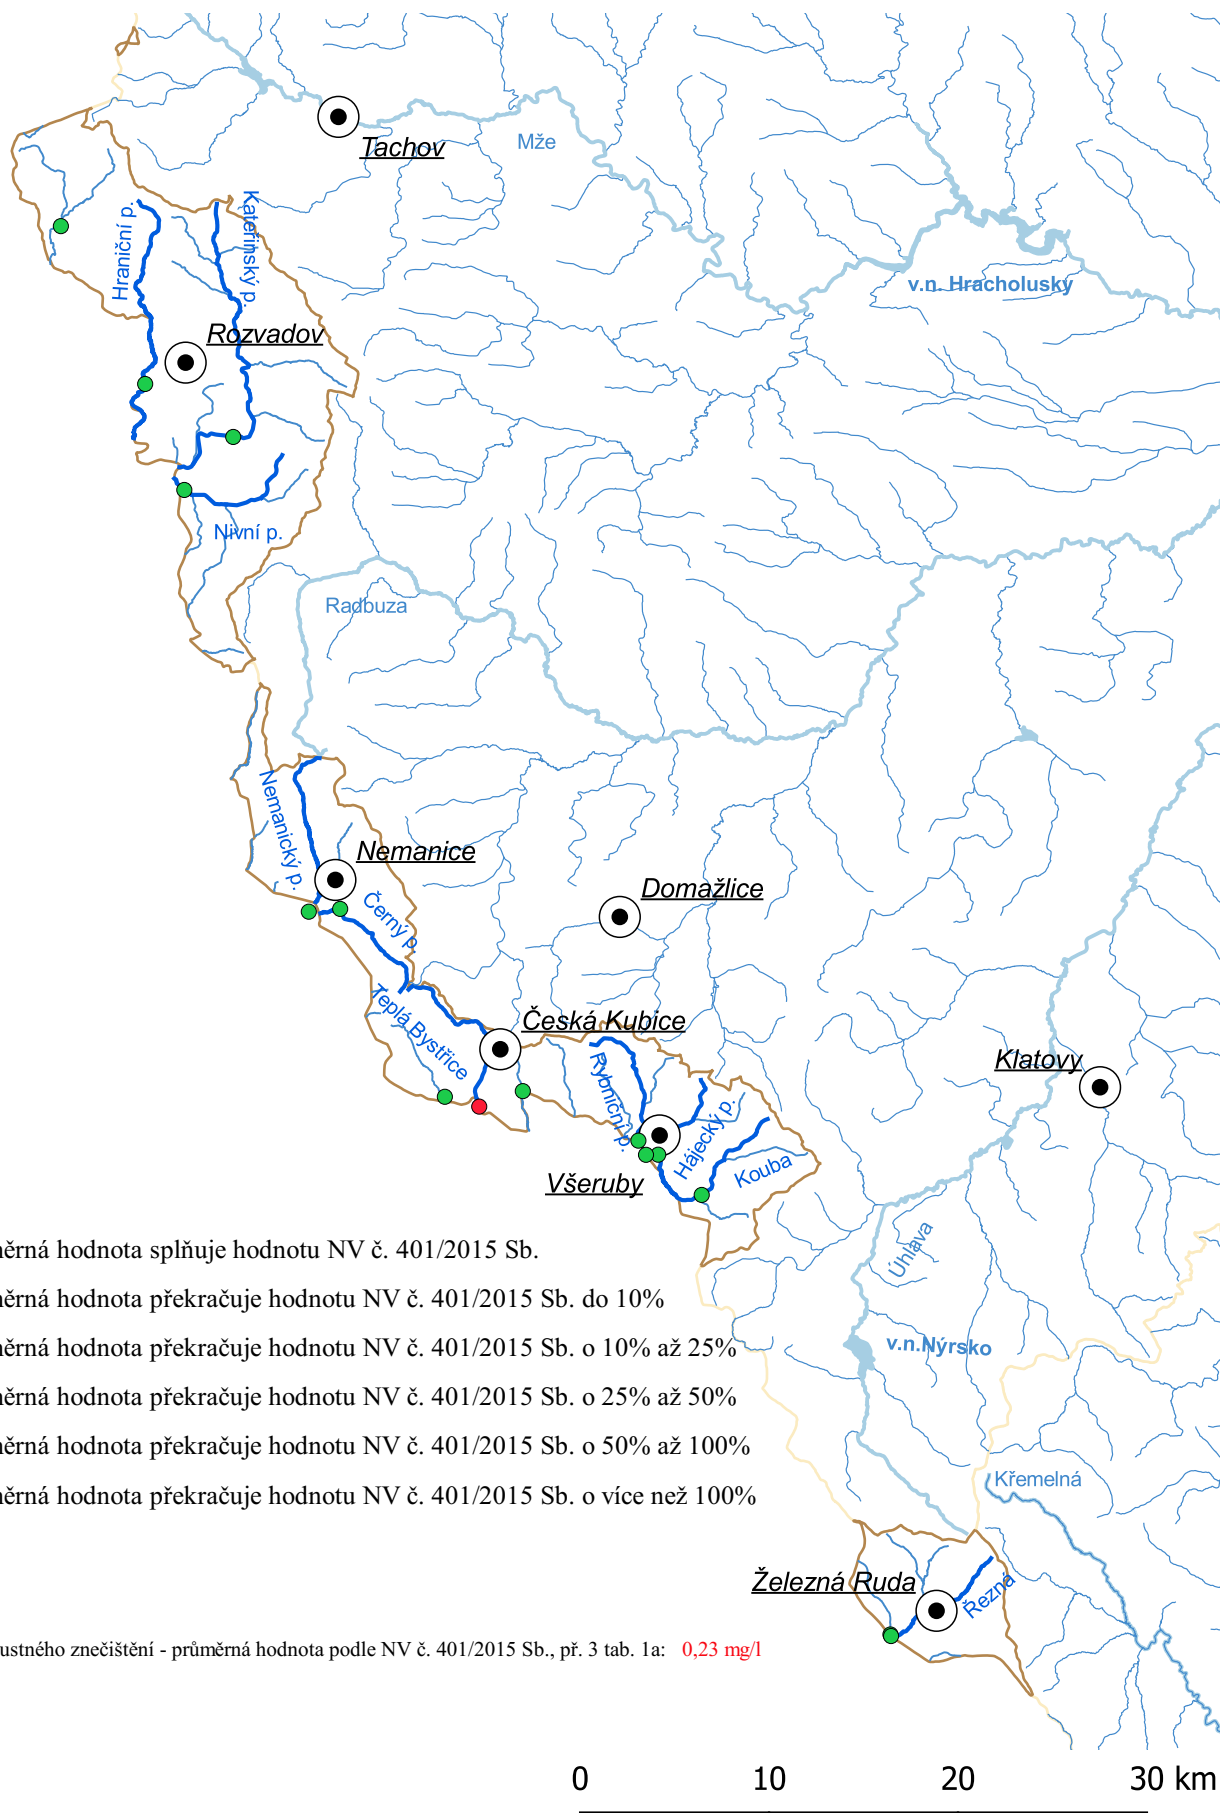 Tachov
Mže
Hraniční p.
Kateřinský p.
v.n. Hracholusky
Rozvadov
Nivní p.
Radbuza
Nemanický p.
Nemanice
Domažlice
Černý p.
Teplá Bystřice
Česká Kubice
Klatovy
Rybniční p.
Hájecký p.
Kouba
Všeruby
Úhlava
ěrná hodnota splňuje hodnotu NV č. 401/2015 Sb.
ěrná hodnota překračuje hodnotu NV č. 401/2015 Sb. do 10%
ěrná hodnota překračuje hodnotu NV č. 401/2015 Sb. o 10% až 25%
v.n.Nýrsko
ěrná hodnota překračuje hodnotu NV č. 401/2015 Sb. o 25% až 50%
ěrná hodnota překračuje hodnotu NV č. 401/2015 Sb. o 50% až 100%
Křemelná
ěrná hodnota překračuje hodnotu NV č. 401/2015 Sb. o více než 100%
Železná Ruda
Řezná
ustného znečištění - průměrná hodnota podle NV č. 401/2015 Sb., př. 3 tab. 1a: 0,23 mg/l
0 10 20 30 km